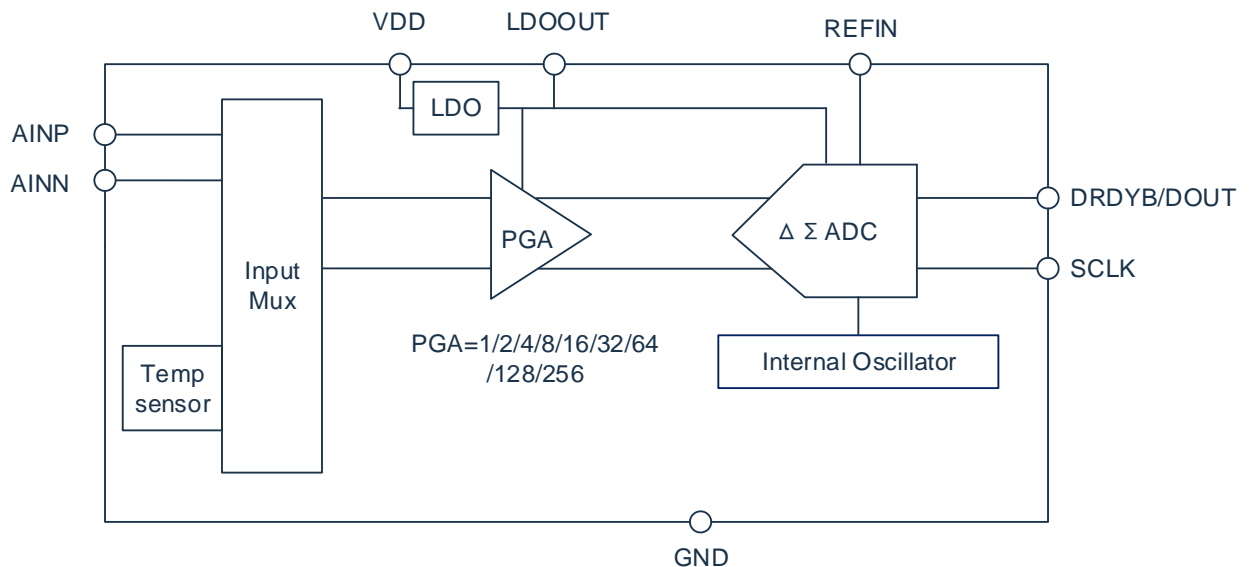 VDD
LDOOUT
REFIN
LDO
AINP
AINN
DRDYB/DOUT
PGA
Δ Σ ADC
Input
Mux
SCLK
PGA=1/2/4/8/16/32/64
/128/256
Internal Oscillator
Temp
sensor
GND